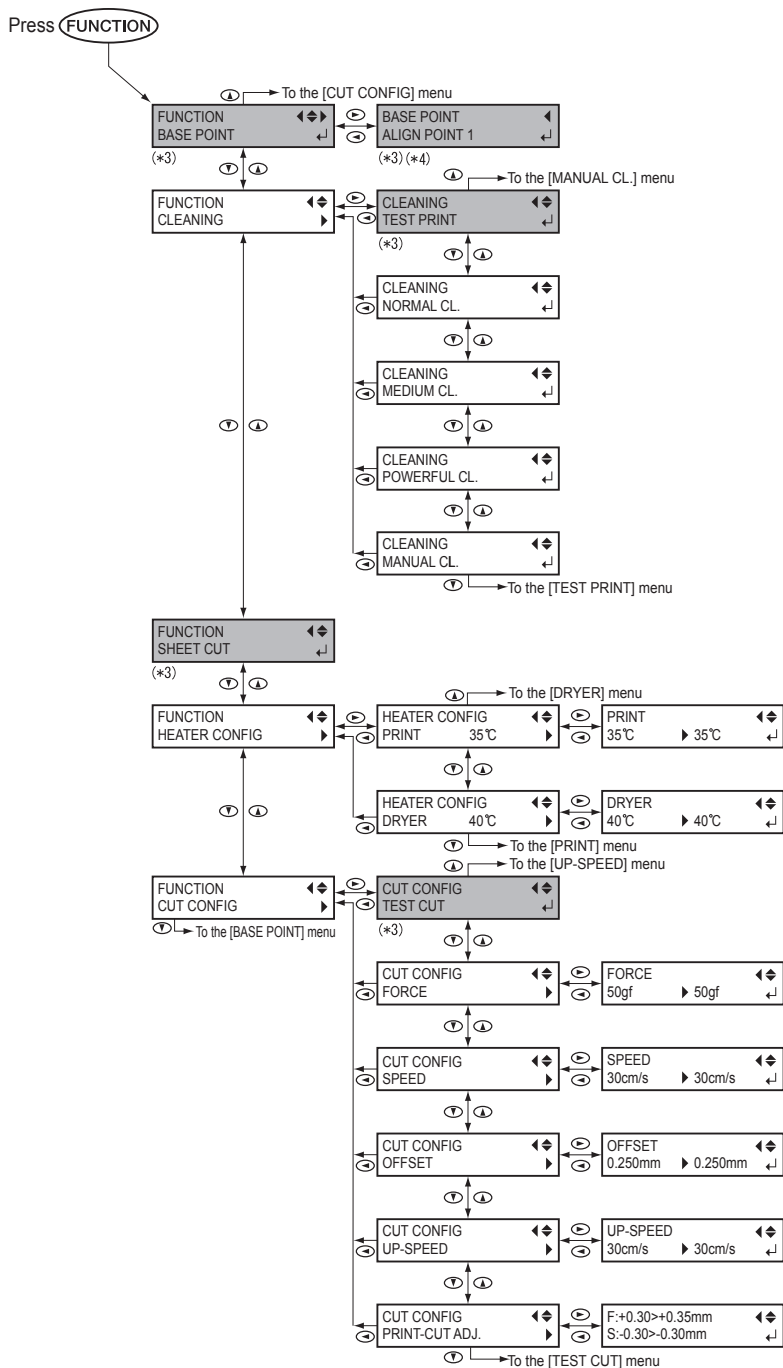 Press FUNCTION
To the [CUT CONFIG] menu
FUNCTION
BASE POINT
(*3)
BASE POINT
ALIGN POINT 1
(*3) (*4)
To the [MANUAL CL.] menu
FUNCTION
CLEANING
CLEANING
TEST PRINT
(*3)
CLEANING
NORMAL CL.
CLEANING
MEDIUM CL.
CLEANING
POWERFUL CL.
CLEANING
MANUAL CL.
To the [TEST PRINT] menu
FUNCTION
SHEET CUT
(*3)
To the [DRYER] menu
FUNCTION
HEATER CONFIG
HEATER CONFIG
PRINT 35℃
PRINT
35℃ 35℃
HEATER CONFIG
DRYER 40℃
DRYER
40℃ 40℃
To the [PRINT] menu
To the [UP-SPEED] menu
FUNCTION
CUT CONFIG
To the [BASE POINT] menu
CUT CONFIG
TEST CUT
(*3)
CUT CONFIG
FORCE
FORCE
50gf 50gf
CUT CONFIG
SPEED
SPEED
30cm/s 30cm/s
CUT CONFIG
OFFSET
OFFSET
0.250mm 0.250mm
CUT CONFIG
UP-SPEED
UP-SPEED
30cm/s 30cm/s
CUT CONFIG
PRINT-CUT ADJ.
F:+0.30>+0.35mm
S:-0.30>-0.30mm
To the [TEST CUT] menu